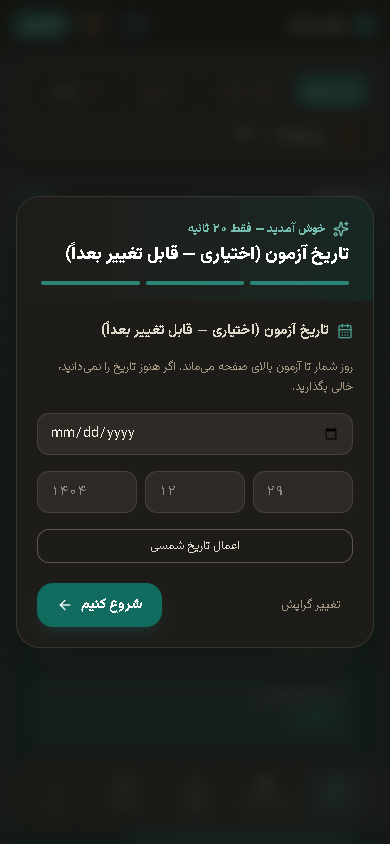 خوش آمدید — فقط ۲۰ ثانیه
تاریخ آزمون (اختیاری — قابل تغییر بعداً)
تاریخ آزمون (اختیاری — قابل تغییر بعداً)
روز شمار تا آزمون بالای صفحه می‌ماند. اگر هنوز تاریخ را نمی‌دانید،
خالی بگذارید.
mm/dd/yyyy
۲۹ ۱۲ ۱۴۰۴
اعمال تاریخ شمسی
تغییر گرایش
شروع کنیم ←